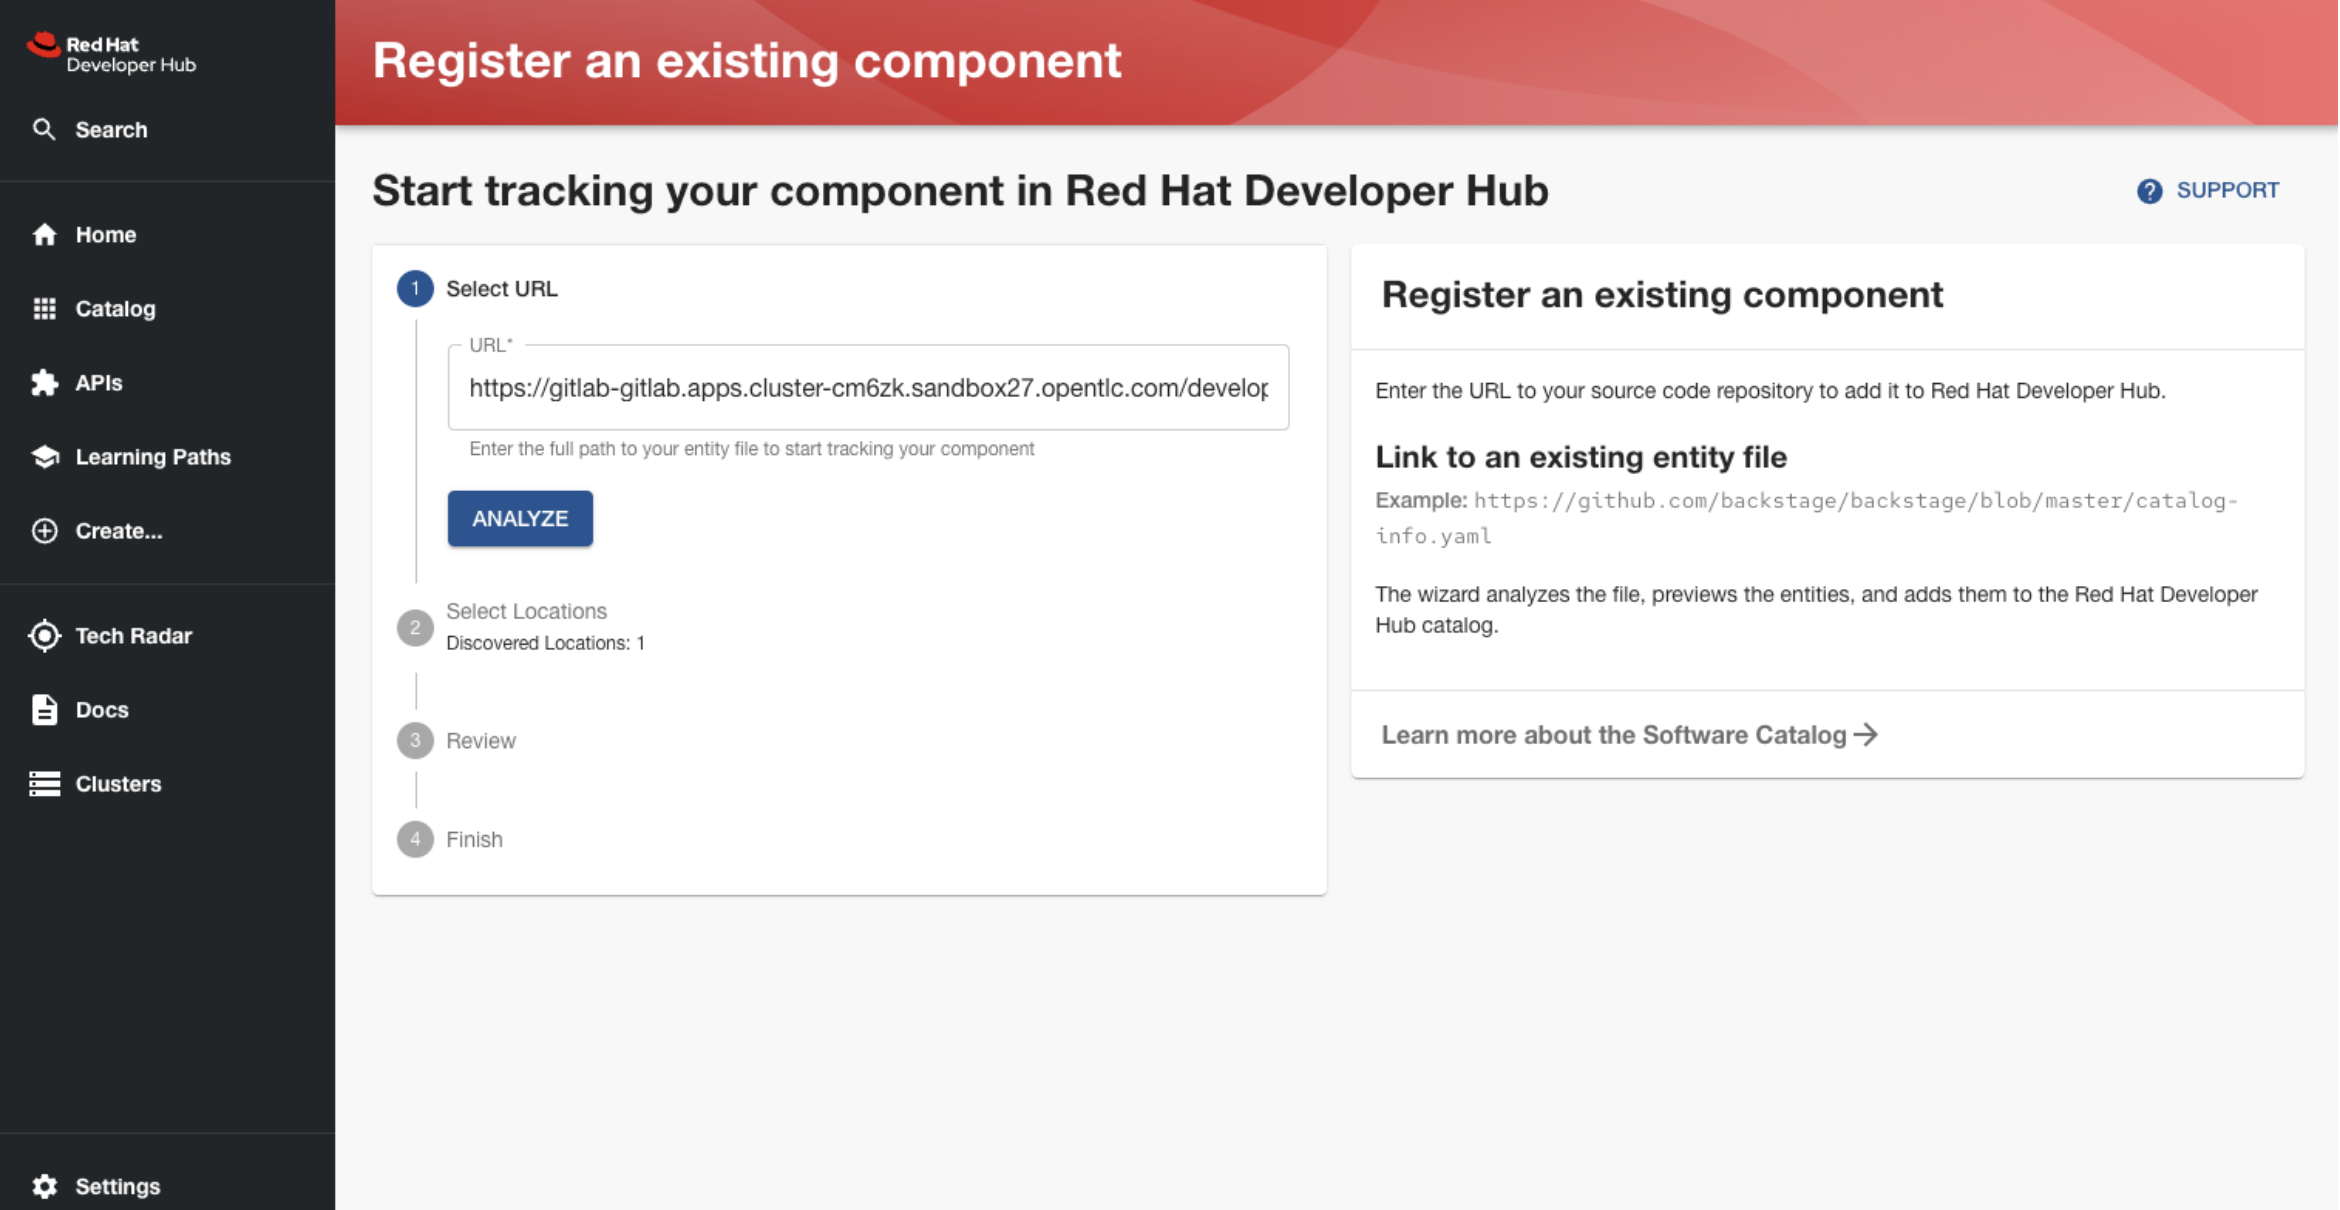 Red Hat
Developer Hub
Search
Home
Catalog
APIs
Learning Paths
Create...
Tech Radar
Docs
Clusters
Settings
Register an existing component
Start tracking your component in Red Hat Developer Hub
SUPPORT
1 Select URL
URL*
https://gitlab-gitlab.apps.cluster-cm6zk.sandbox27.opentlc.com/develop
Enter the full path to your entity file to start tracking your component
ANALYZE
2 Select Locations
Discovered Locations: 1
3 Review
4 Finish
Register an existing component
Enter the URL to your source code repository to add it to Red Hat Developer Hub.
Link to an existing entity file
Example: https://github.com/backstage/backstage/blob/master/catalog-
info.yaml
The wizard analyzes the file, previews the entities, and adds them to the Red Hat Developer
Hub catalog.
Learn more about the Software Catalog